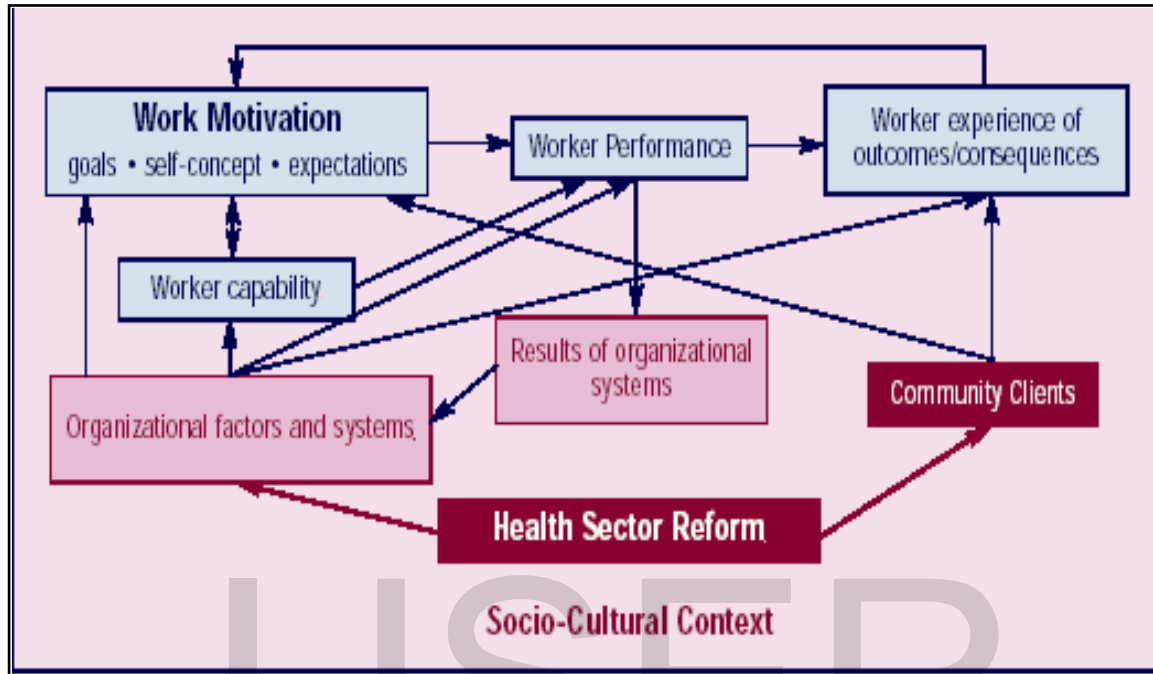 Work Motivation
goals • self-concept • expectations
Worker Performance
Worker experience of
outcomes/consequences
Worker capability
Results of organizational
systems
Organizational factors and systems
Community Clients
Health Sector Reform
Socio-Cultural Context